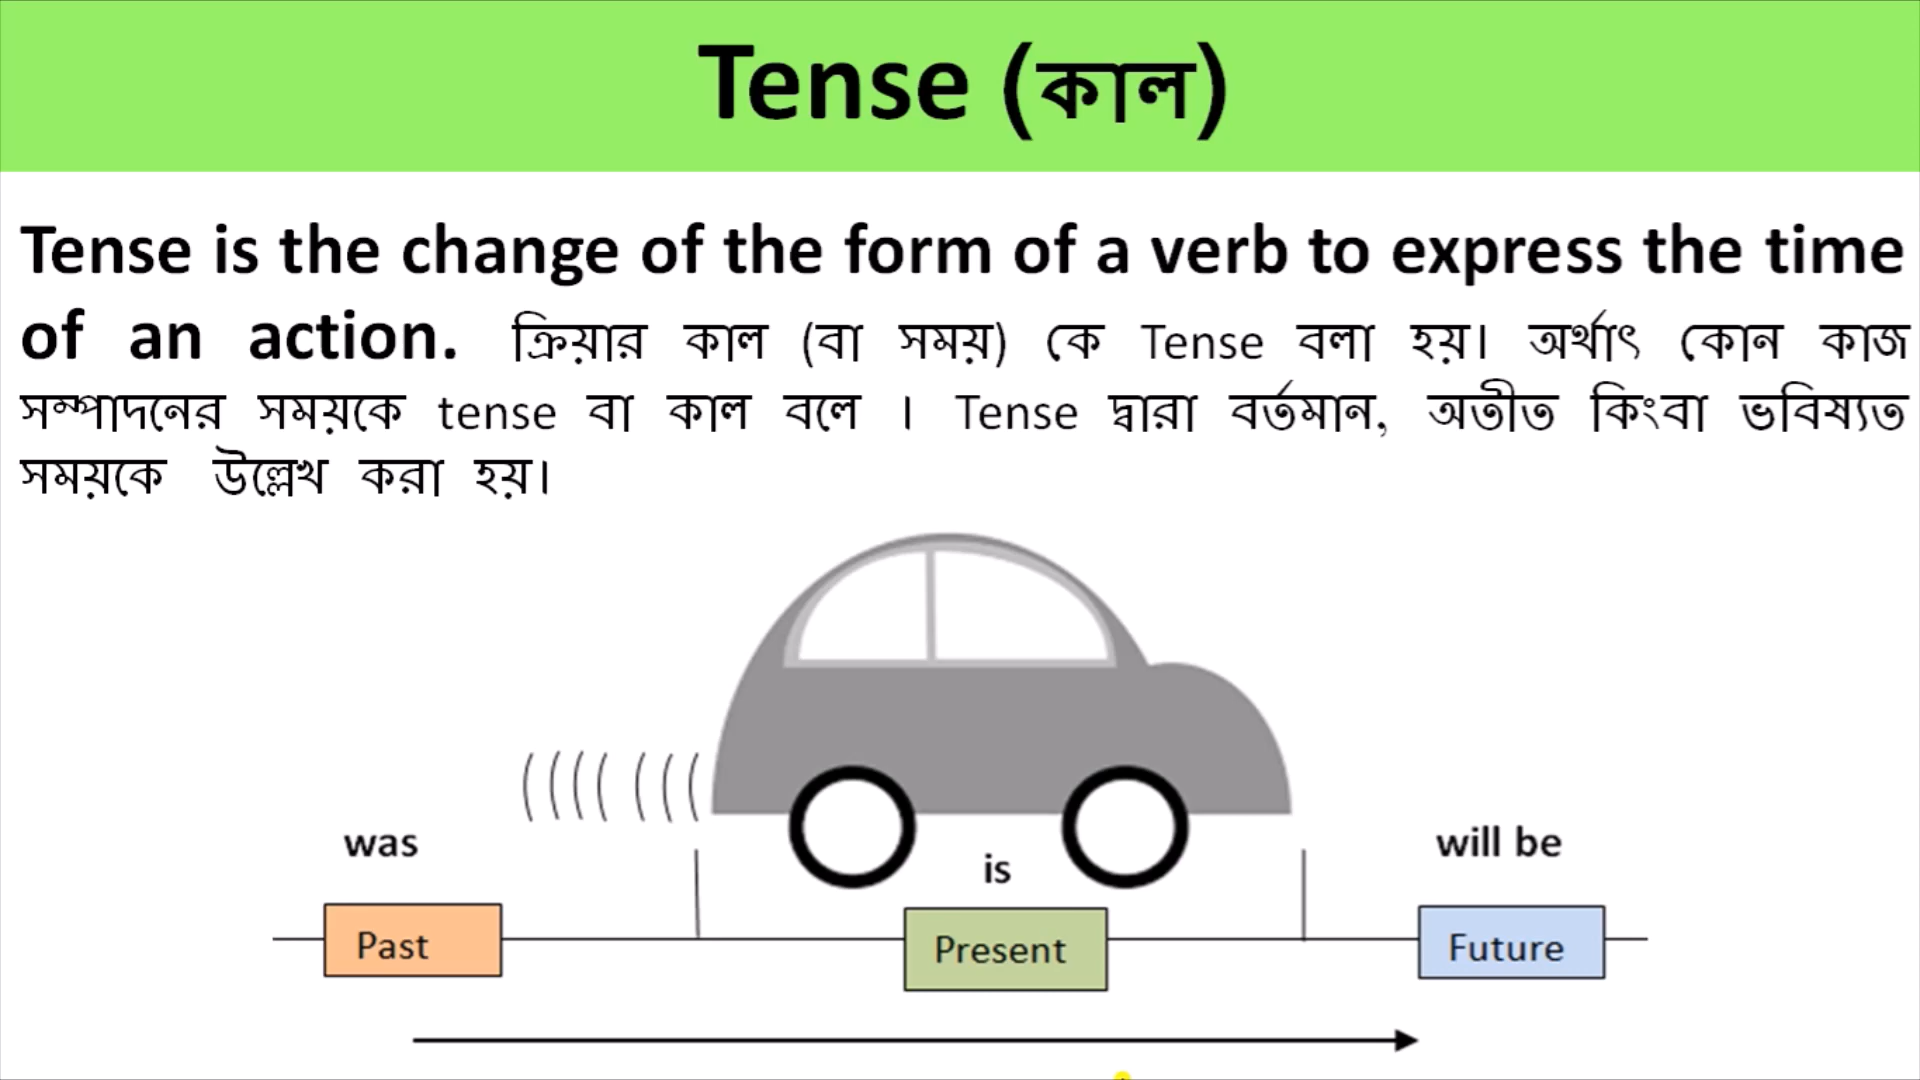 Tense (কাল)
Tense is the change of the form of a verb to express the time
of an action. ক্রিয়ার কাল (বা সময়) কে Tense বলা হয়। অর্থাৎ কোন কাজ
সম্পাদনের সময়কে tense বা কাল বলে । Tense দ্বারা বর্তমান, অতীত কিংবা ভবিষ্যত
সময়কে উল্লেখ করা হয়।
was
is
will be
Past
Present
Future